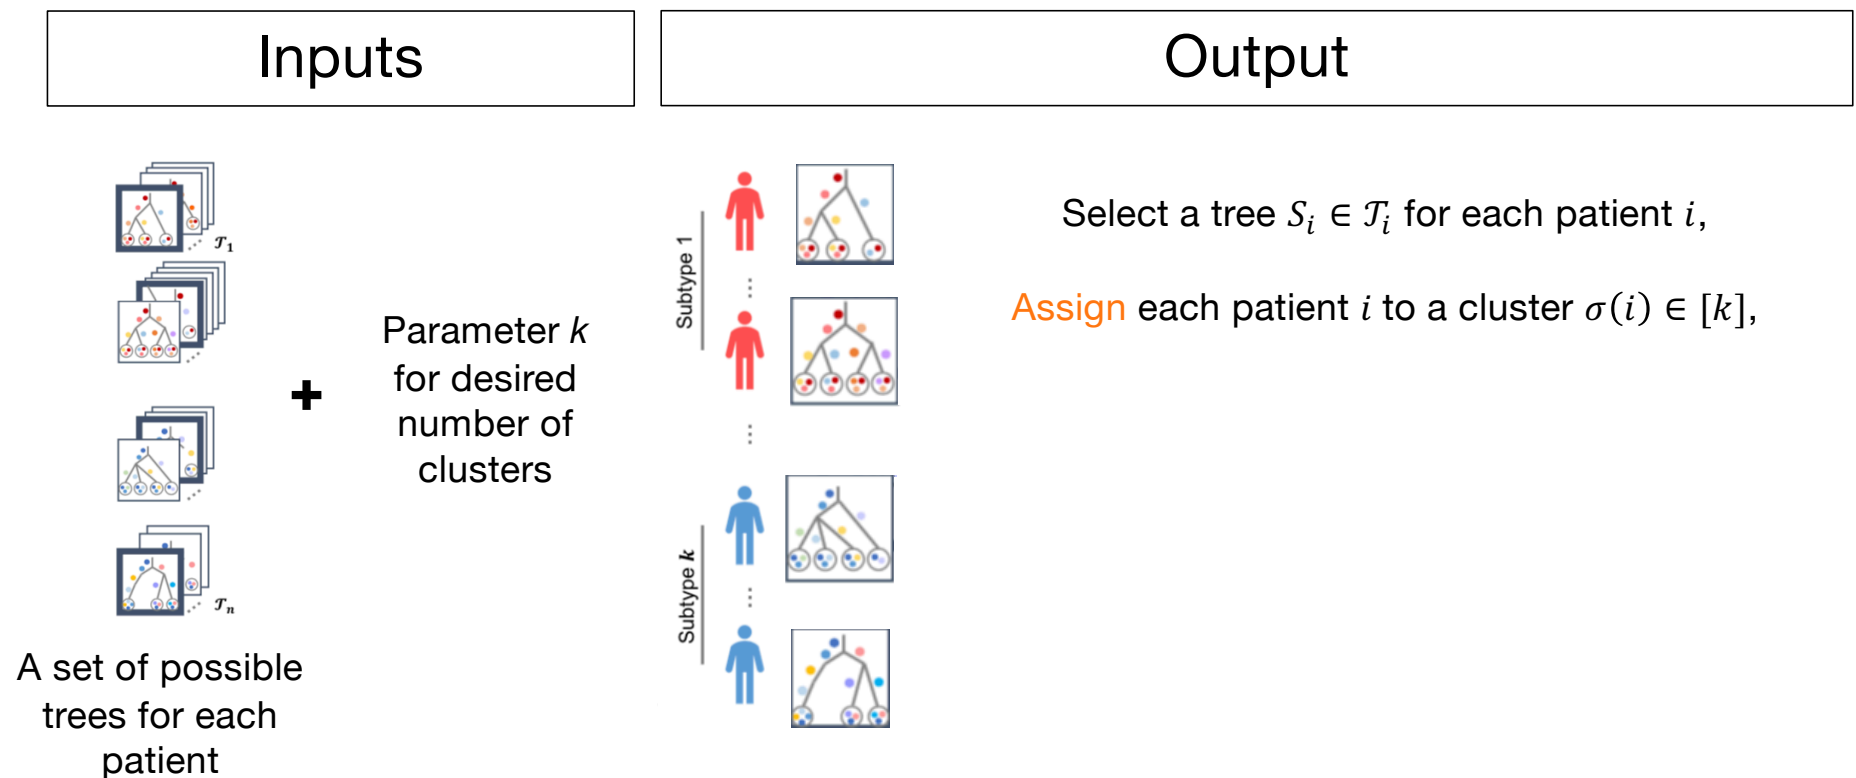 Inputs
Output
𝒯₁
𝒯ₙ
A set of possible
trees for each
patient
+
Parameter k
for desired
number of
clusters
Subtype 1
Subtype k
Select a tree Sᵢ ∈ 𝒯ᵢ for each patient i,
Assign each patient i to a cluster σ(i) ∈ [k],